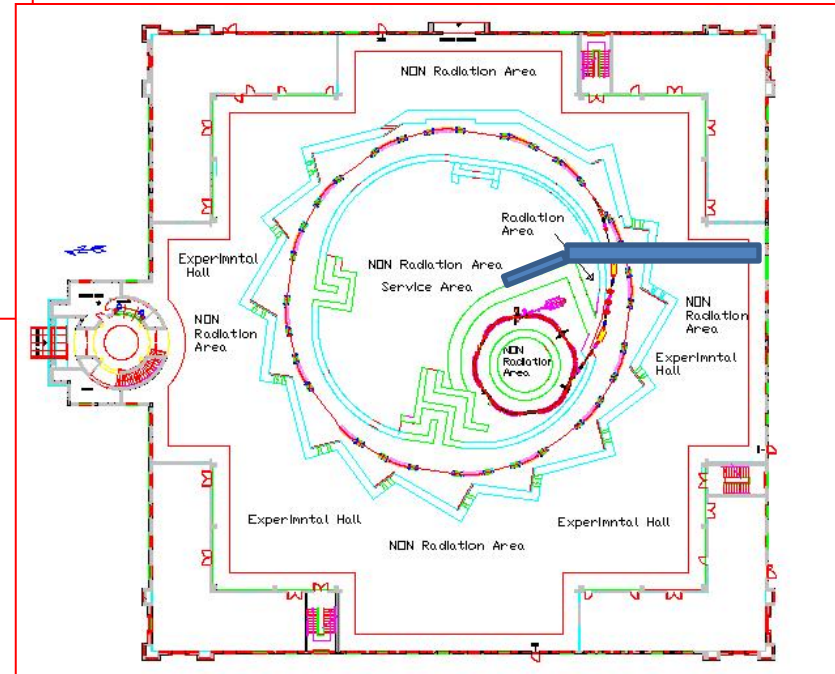 NON Radiation Area
Radiation
Area
Experimntal
Hall
NON Radiation Area
Service Area
NON
Radiation
Area
NON
Radiation
Area
Experimntal
Hall
NON
Radiation
Area
Experimntal Hall
Experimntal Hall
NON Radiation Area